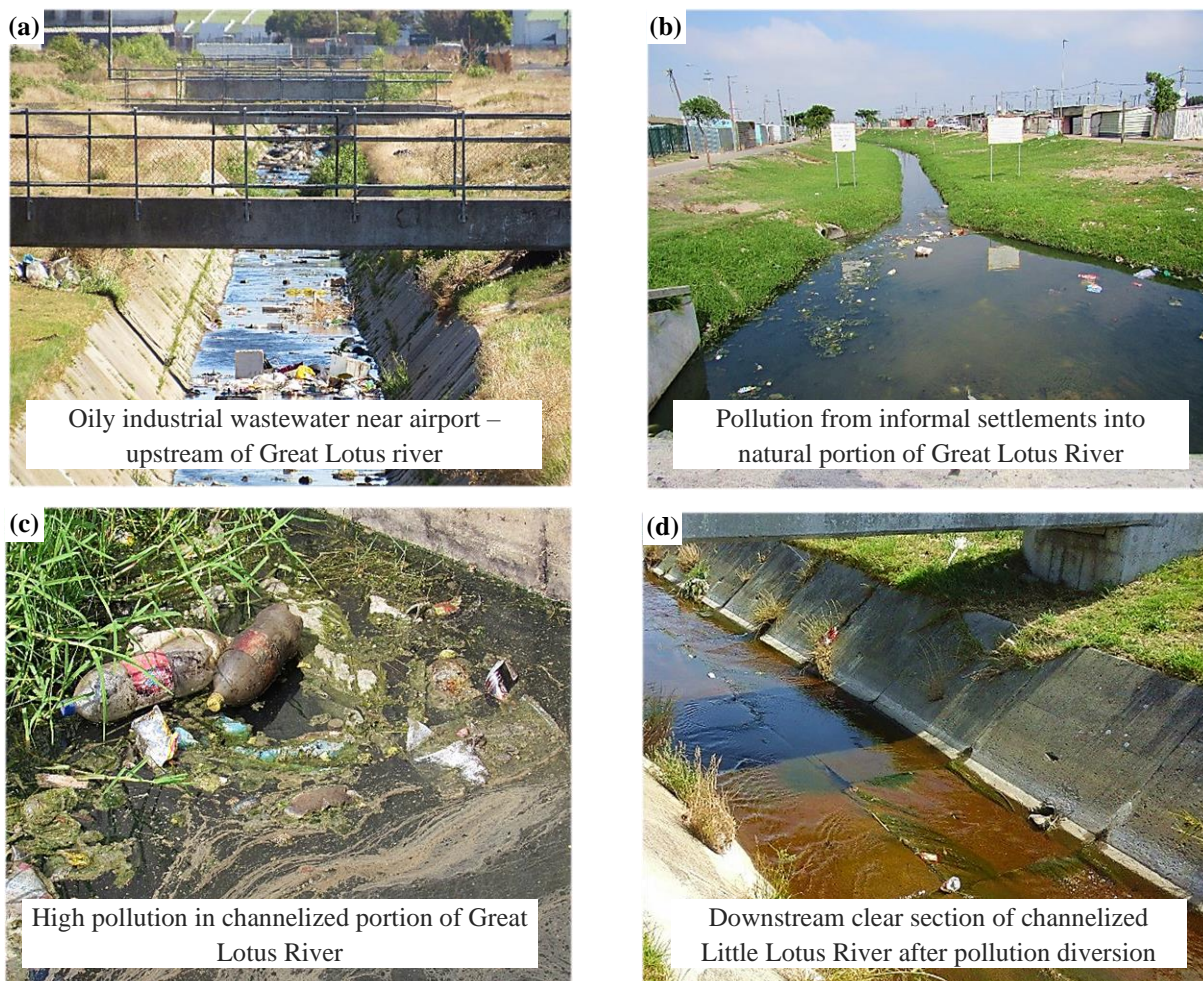 (a)
Oily industrial wastewater near airport –
upstream of Great Lotus river
(b)
Pollution from informal settlements into
natural portion of Great Lotus River
(c)
High pollution in channelized portion of Great
Lotus River
(d)
Downstream clear section of channelized
Little Lotus River after pollution diversion